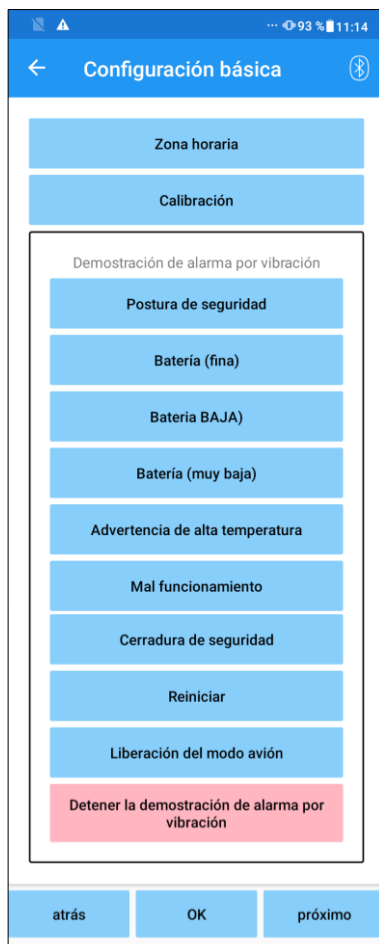 ... 93 % 11:14
Configuración básica
Zona horaria
Calibración
Demostración de alarma por vibración
Postura de seguridad
Batería (fina)
Bateria BAJA)
Batería (muy baja)
Advertencia de alta temperatura
Mal funcionamiento
Cerradura de seguridad
Reiniciar
Liberación del modo avión
Detener la demostración de alarma por
vibración
atrás OK próximo